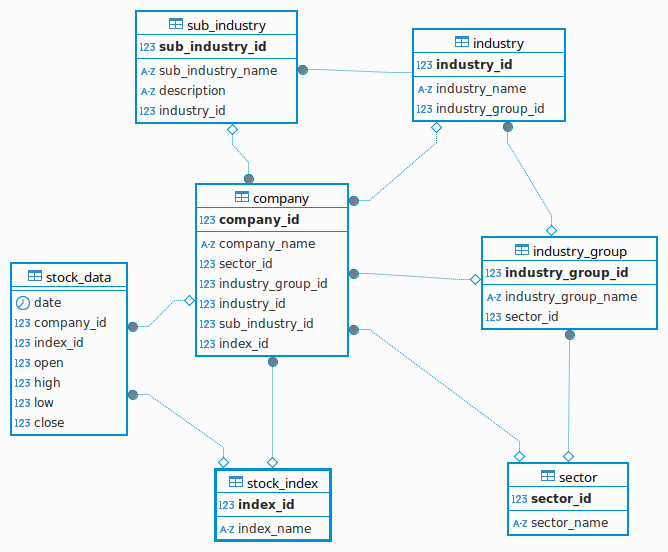 sub_industry
123 sub_industry_id
A-Z sub_industry_name
A-Z description
123 industry_id
industry
123 industry_id
A-Z industry_name
123 industry_group_id
company
123 company_id
A-Z company_name
123 sector_id
123 industry_group_id
123 industry_id
123 sub_industry_id
123 index_id
industry_group
123 industry_group_id
A-Z industry_group_name
123 sector_id
stock_data
date
123 company_id
123 index_id
123 open
123 high
123 low
123 close
stock_index
123 index_id
A-Z index_name
sector
123 sector_id
A-Z sector_name